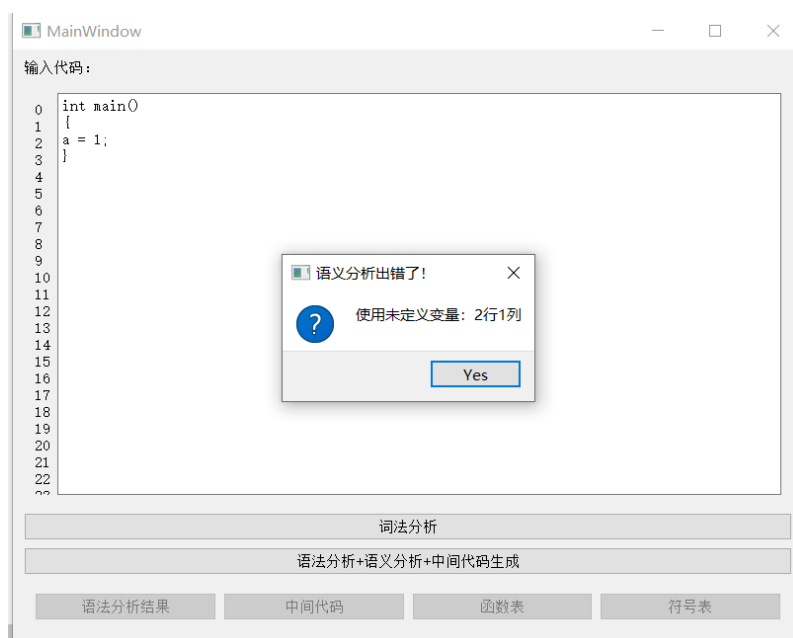 MainWindow
输入代码：
0 int main()
1 {
2 a = 1;
3 }
4
5
6
7
8
9
10
11
12
13
14
15
16
17
18
19
20
21
22
语义分析出错了!
使用未定义变量：2行1列
Yes
词法分析
语法分析+语义分析+中间代码生成
语法分析结果 中间代码 函数表 符号表